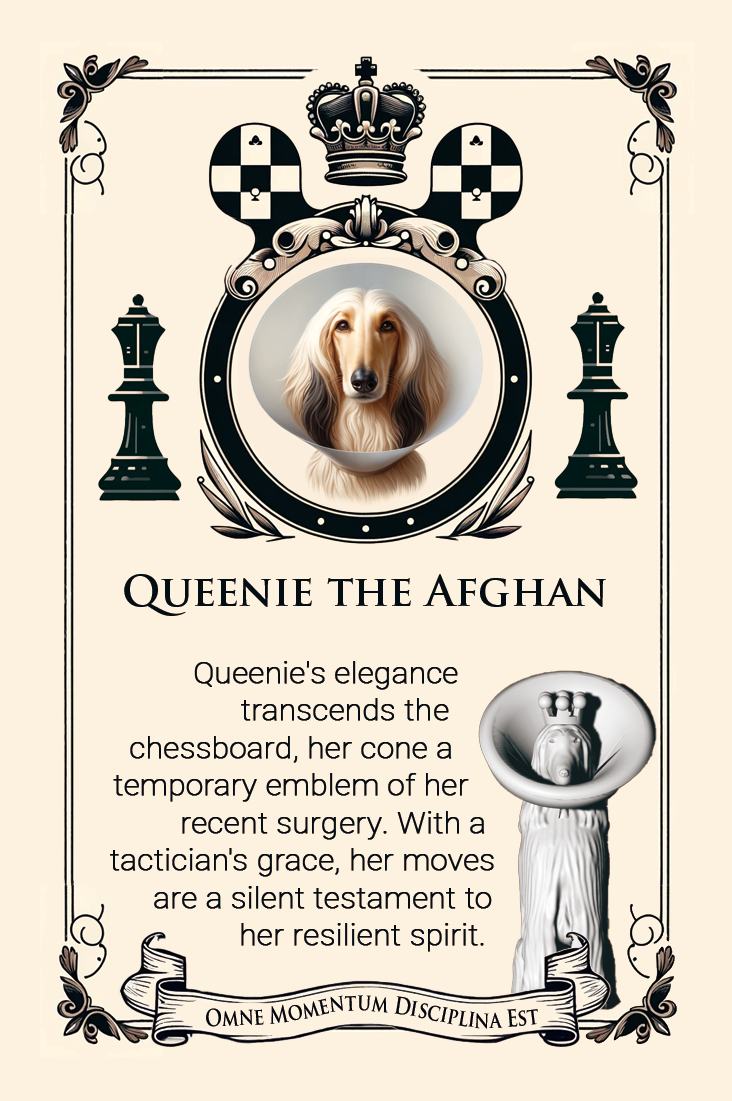 Queenie the Afghan
Queenie's elegance
transcends the
chessboard, her cone a
temporary emblem of her
recent surgery. With a
tactician's grace, her moves
are a silent testament to
her resilient spirit.
Omne Momentum Disciplina Est